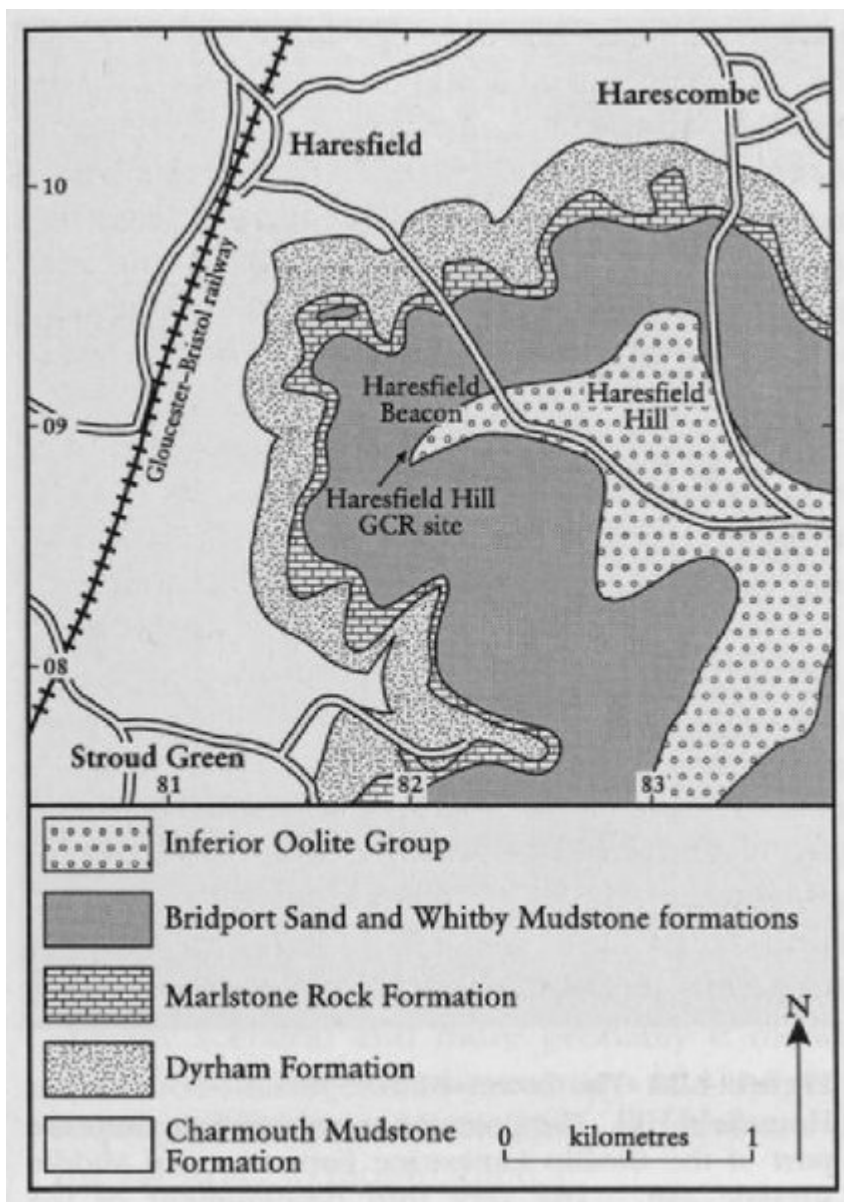 Harescombe
Haresfield
10
Gloucester–Bristol railway
Haresfield
Beacon
Haresfield
Hill
09
Haresfield Hill
GCR site
08
Stroud Green
81
82
83
Inferior Oolite Group
Bridport Sand and Whitby Mudstone formations
Marlstone Rock Formation
Dyrham Formation
Charmouth Mudstone
Formation
N
0 kilometres 1